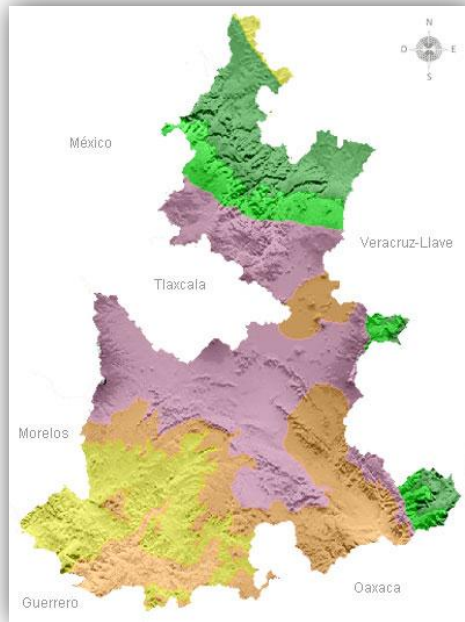 N
O E
S
México
Veracruz-Llave
Tlaxcala
Morelos
Oaxaca
Guerrero